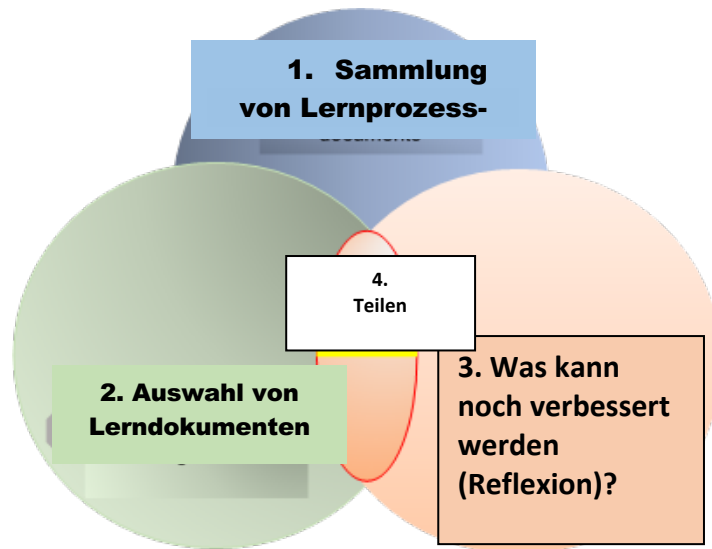 1. Sammlung
von Lernprozess-
4.
Teilen
2. Auswahl von
Lerndokumenten
3. Was kann
noch verbessert
werden
(Reflexion)?